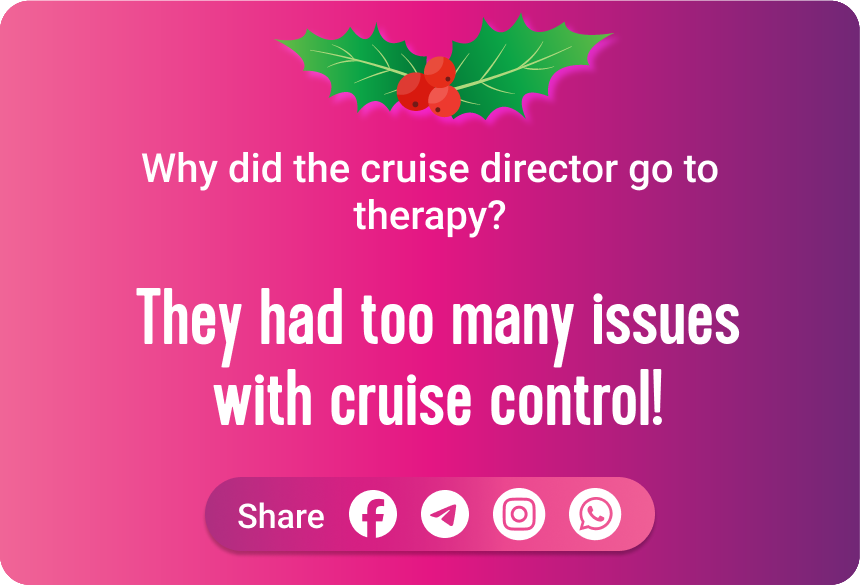 Why did the cruise director go to
therapy?
They had too many issues
with cruise control!
Share